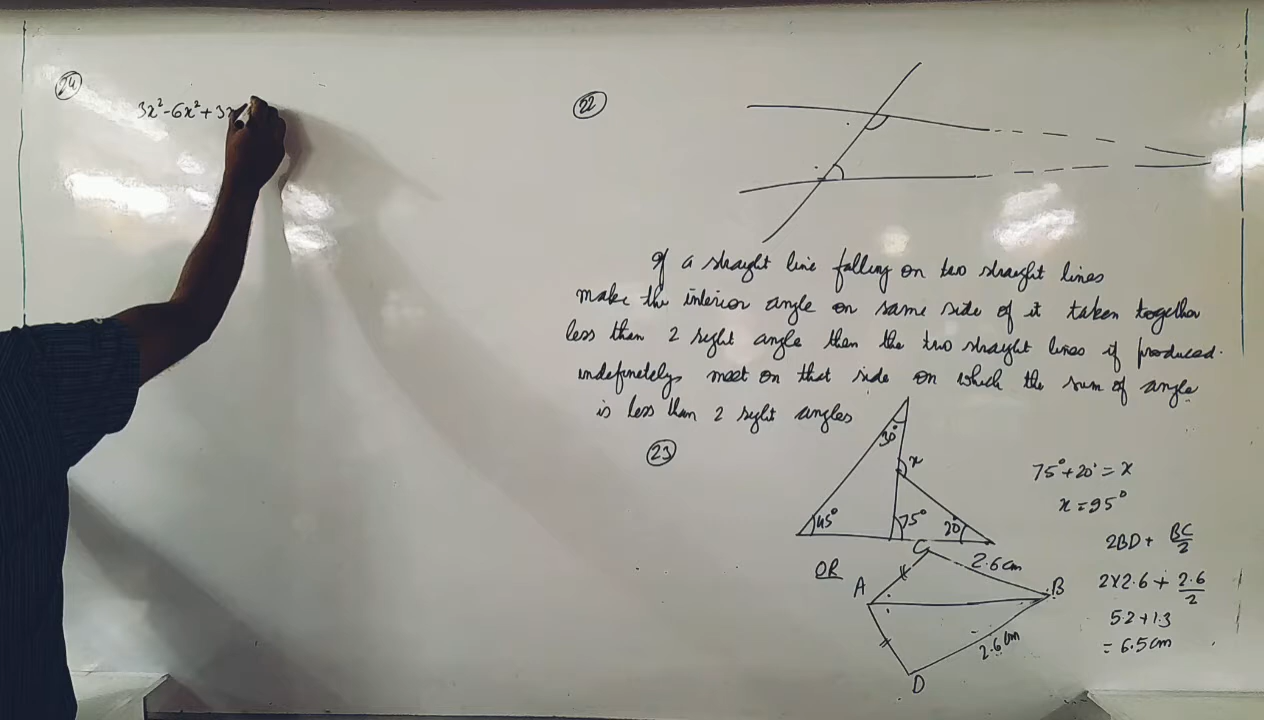 24
3x²-6x²+3x
22
If a straight line falling on two straight lines
make the interior angle on same side of it taken together
less than 2 right angle then the two straight lines if produced.
indefinetely meet on that side on which the sum of angle
is less than 2 right angles
23
30°
x
45°
75°
20°
75°+20°=x
x=95°
OR
C
2.6cm
A
B
2.6cm
D
2BD + BC/2
2×2.6 + 2.6/2
5.2+1.3
= 6.5cm